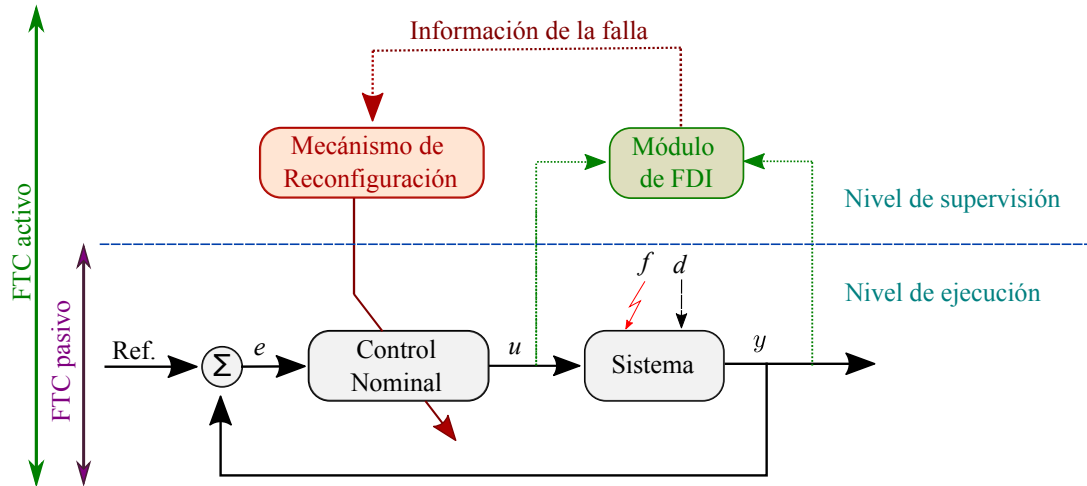 Información de la falla
Mecánismo de
Reconfiguración
Módulo
de FDI
Nivel de supervisión
FTC activo
FTC pasivo
f
d
Nivel de ejecución
Ref.
Σ
e
Control
Nominal
u
Sistema
y